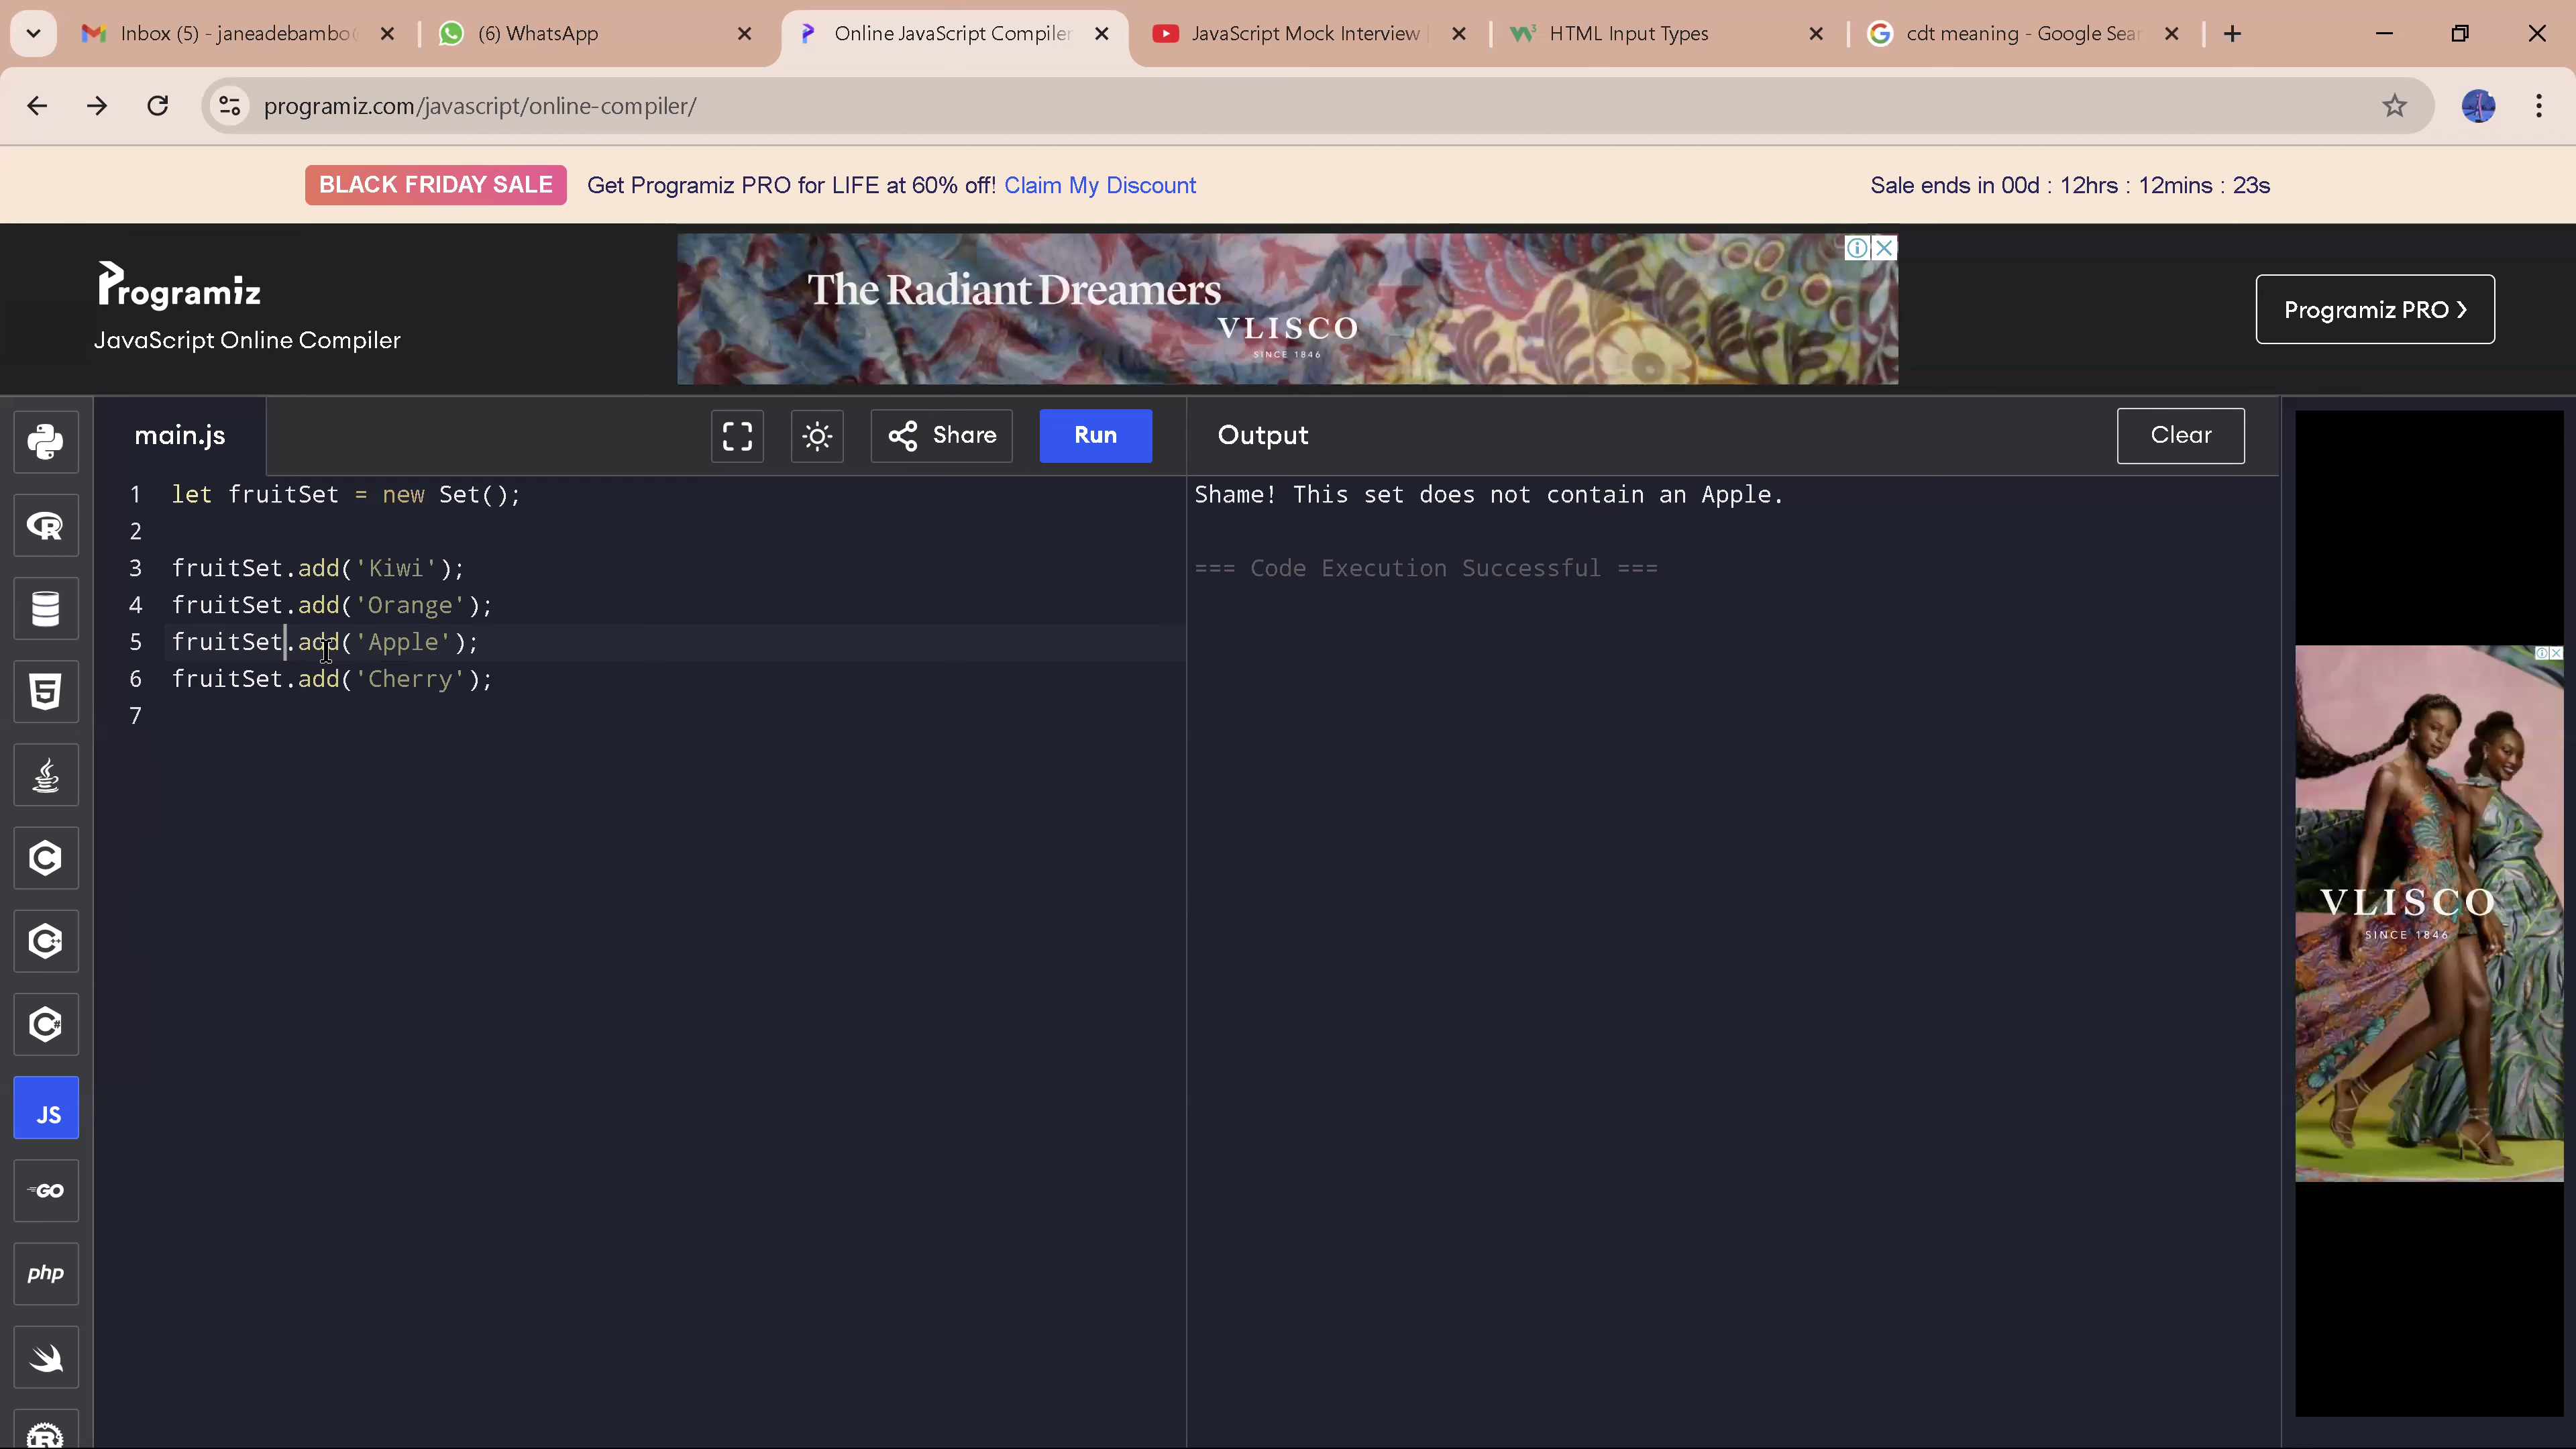 Inbox (5) - janeadebambo
(6) WhatsApp
Online JavaScript Compiler
JavaScript Mock Interview
HTML Input Types
cdt meaning - Google Sear
programiz.com/javascript/online-compiler/
BLACK FRIDAY SALE Get Programiz PRO for LIFE at 60% off! Claim My Discount
Sale ends in 00d : 12hrs : 12mins : 23s
Programiz
JavaScript Online Compiler
The Radiant Dreamers
VLISCO
SINCE 1846
Programiz PRO
main.js
Share
Run
Output
Clear
1 let fruitSet = new Set();
2
3 fruitSet.add('Kiwi');
4 fruitSet.add('Orange');
5 fruitSet.add('Apple');
6 fruitSet.add('Cherry');
7
Shame! This set does not contain an Apple.
=== Code Execution Successful ===
JS
GO
php
VLISCO
SINCE 1846